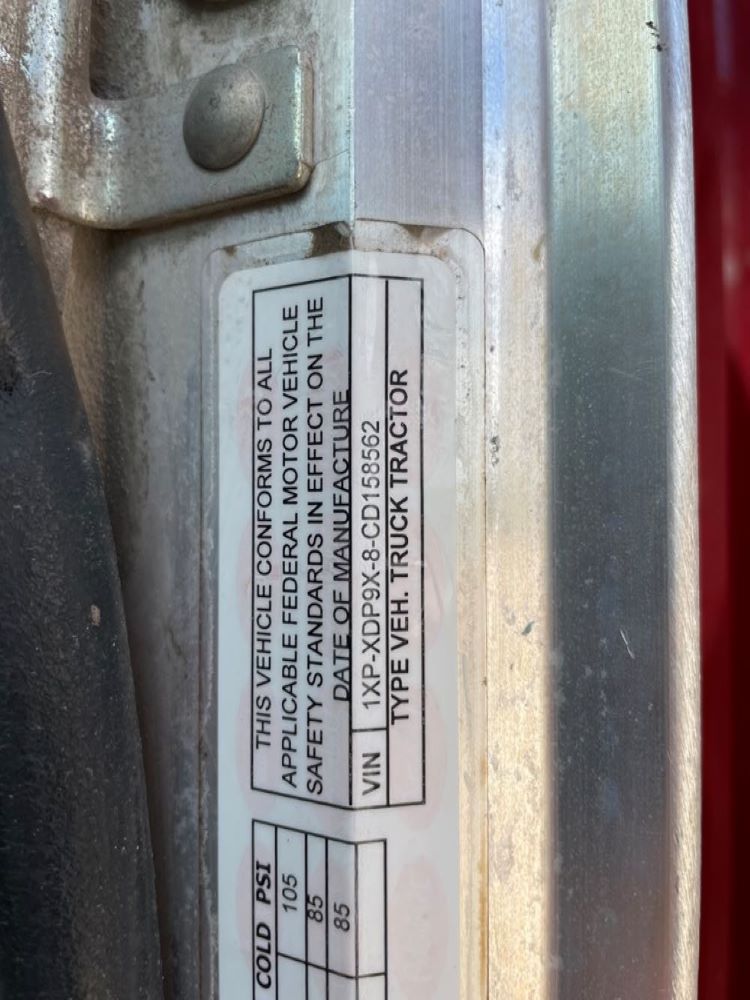 THIS VEHICLE CONFORMS TO ALL
APPLICABLE FEDERAL MOTOR VEHICLE
SAFETY STANDARDS IN EFFECT ON THE
DATE OF MANUFACTURE
VIN 1XP-XDP9X-8-CD158562
TYPE VEH. TRUCK TRACTOR
COLD PSI
105
85
85